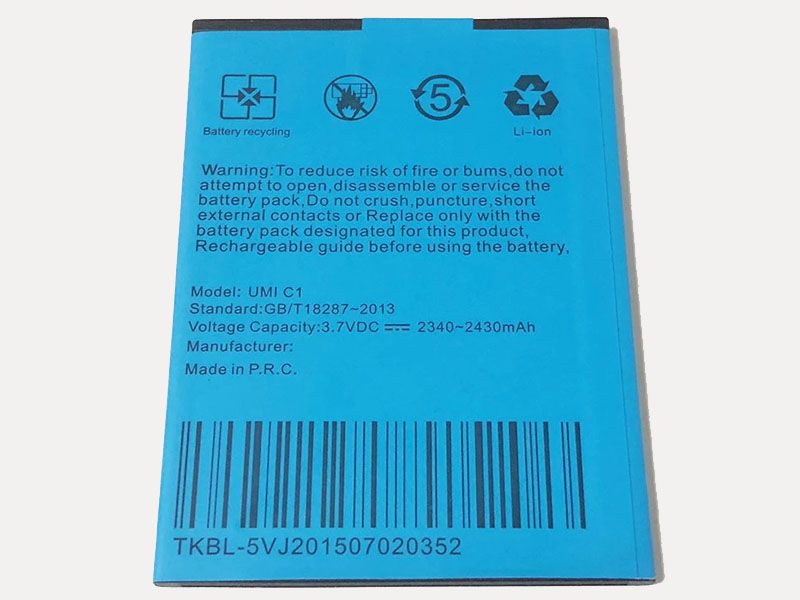 5
Battery recycling
Li-ion
Warning:To reduce risk of fire or bums,do not
attempt to open,disassemble or service the
battery pack,Do not crush,puncture,short
external contacts or Replace only with the
battery pack designated for this product,
Rechargeable guide before using the battery,
Model: UMI C1
Standard:GB/T18287~2013
Voltage Capacity:3.7VDC ⎓ 2340~2430mAh
Manufacturer:
Made in P.R.C.
TKBL-5VJ201507020352